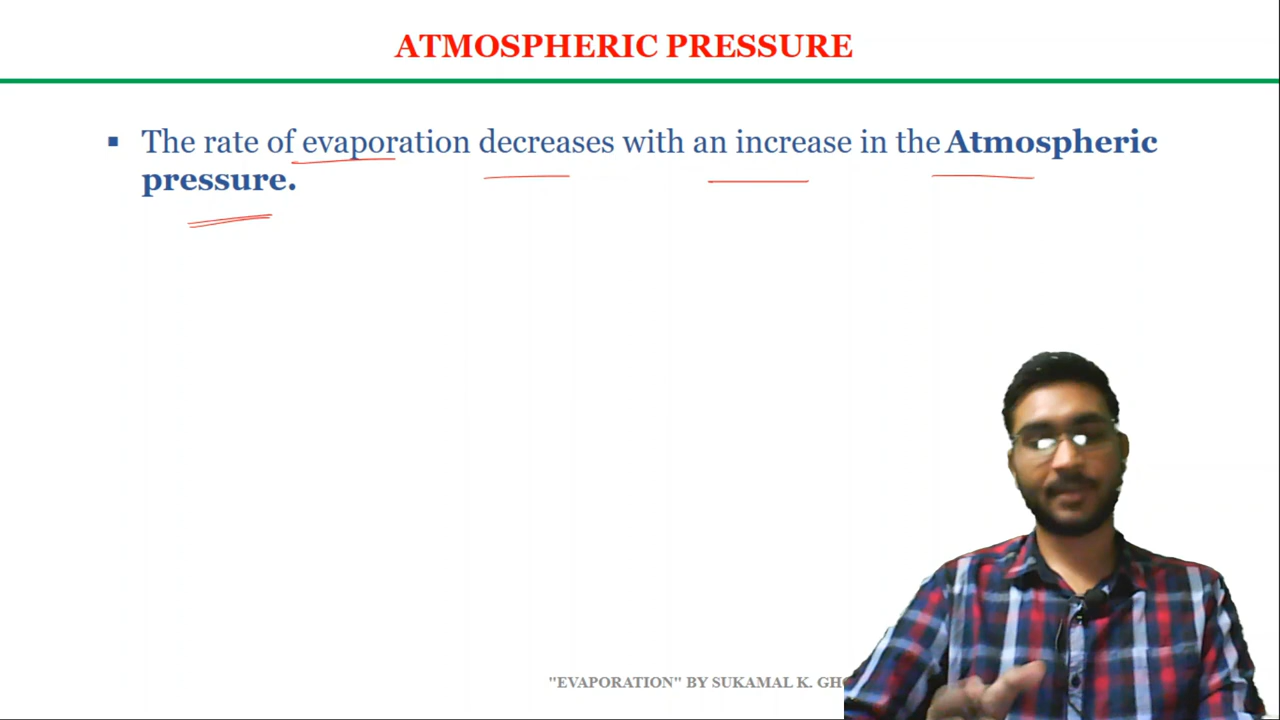 ATMOSPHERIC PRESSURE
▪ The rate of evaporation decreases with an increase in the Atmospheric
pressure.
"EVAPORATION" BY SUKAMAL K.